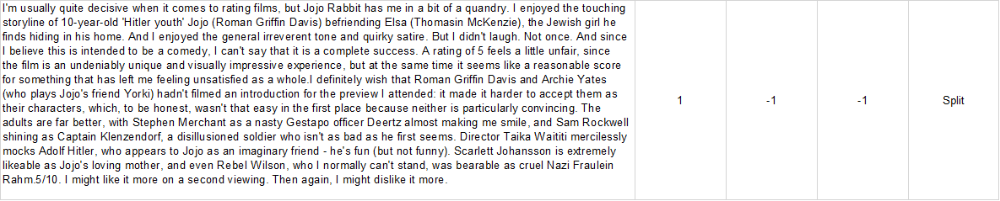 I'm usually quite decisive when it comes to rating films, but Jojo Rabbit has me in a bit of a quandry. I enjoyed the touching
storyline of 10-year-old 'Hitler youth' Jojo (Roman Griffin Davis) befriending Elsa (Thomasin McKenzie), the Jewish girl he
finds hiding in his home. And I enjoyed the general irreverent tone and quirky satire. But I didn't laugh. Not once. And since
I believe this is intended to be a comedy, I can't say that it is a complete success. A rating of 5 feels a little unfair, since
the film is an undeniably unique and visually impressive experience, but at the same time it seems like a reasonable score
for something that has left me feeling unsatisfied as a whole.I definitely wish that Roman Griffin Davis and Archie Yates
(who plays Jojo's friend Yorki) hadn't filmed an introduction for the preview I attended: it made it harder to accept them as
their characters, which, to be honest, wasn't that easy in the first place because neither is particularly convincing. The
adults are far better, with Stephen Merchant as a nasty Gestapo officer Deertz almost making me smile, and Sam Rockwell
shining as Captain Klenzendorf, a disillusioned soldier who isn't as bad as he first seems. Director Taika Waititi mercilessly
mocks Adolf Hitler, who appears to Jojo as an imaginary friend - he's fun (but not funny). Scarlett Johansson is extremely
likeable as Jojo's loving mother, and even Rebel Wilson, who I normally can't stand, was bearable as cruel Nazi Fraulein
Rahm.5/10. I might like it more on a second viewing. Then again, I might dislike it more.
1
-1
-1
Split